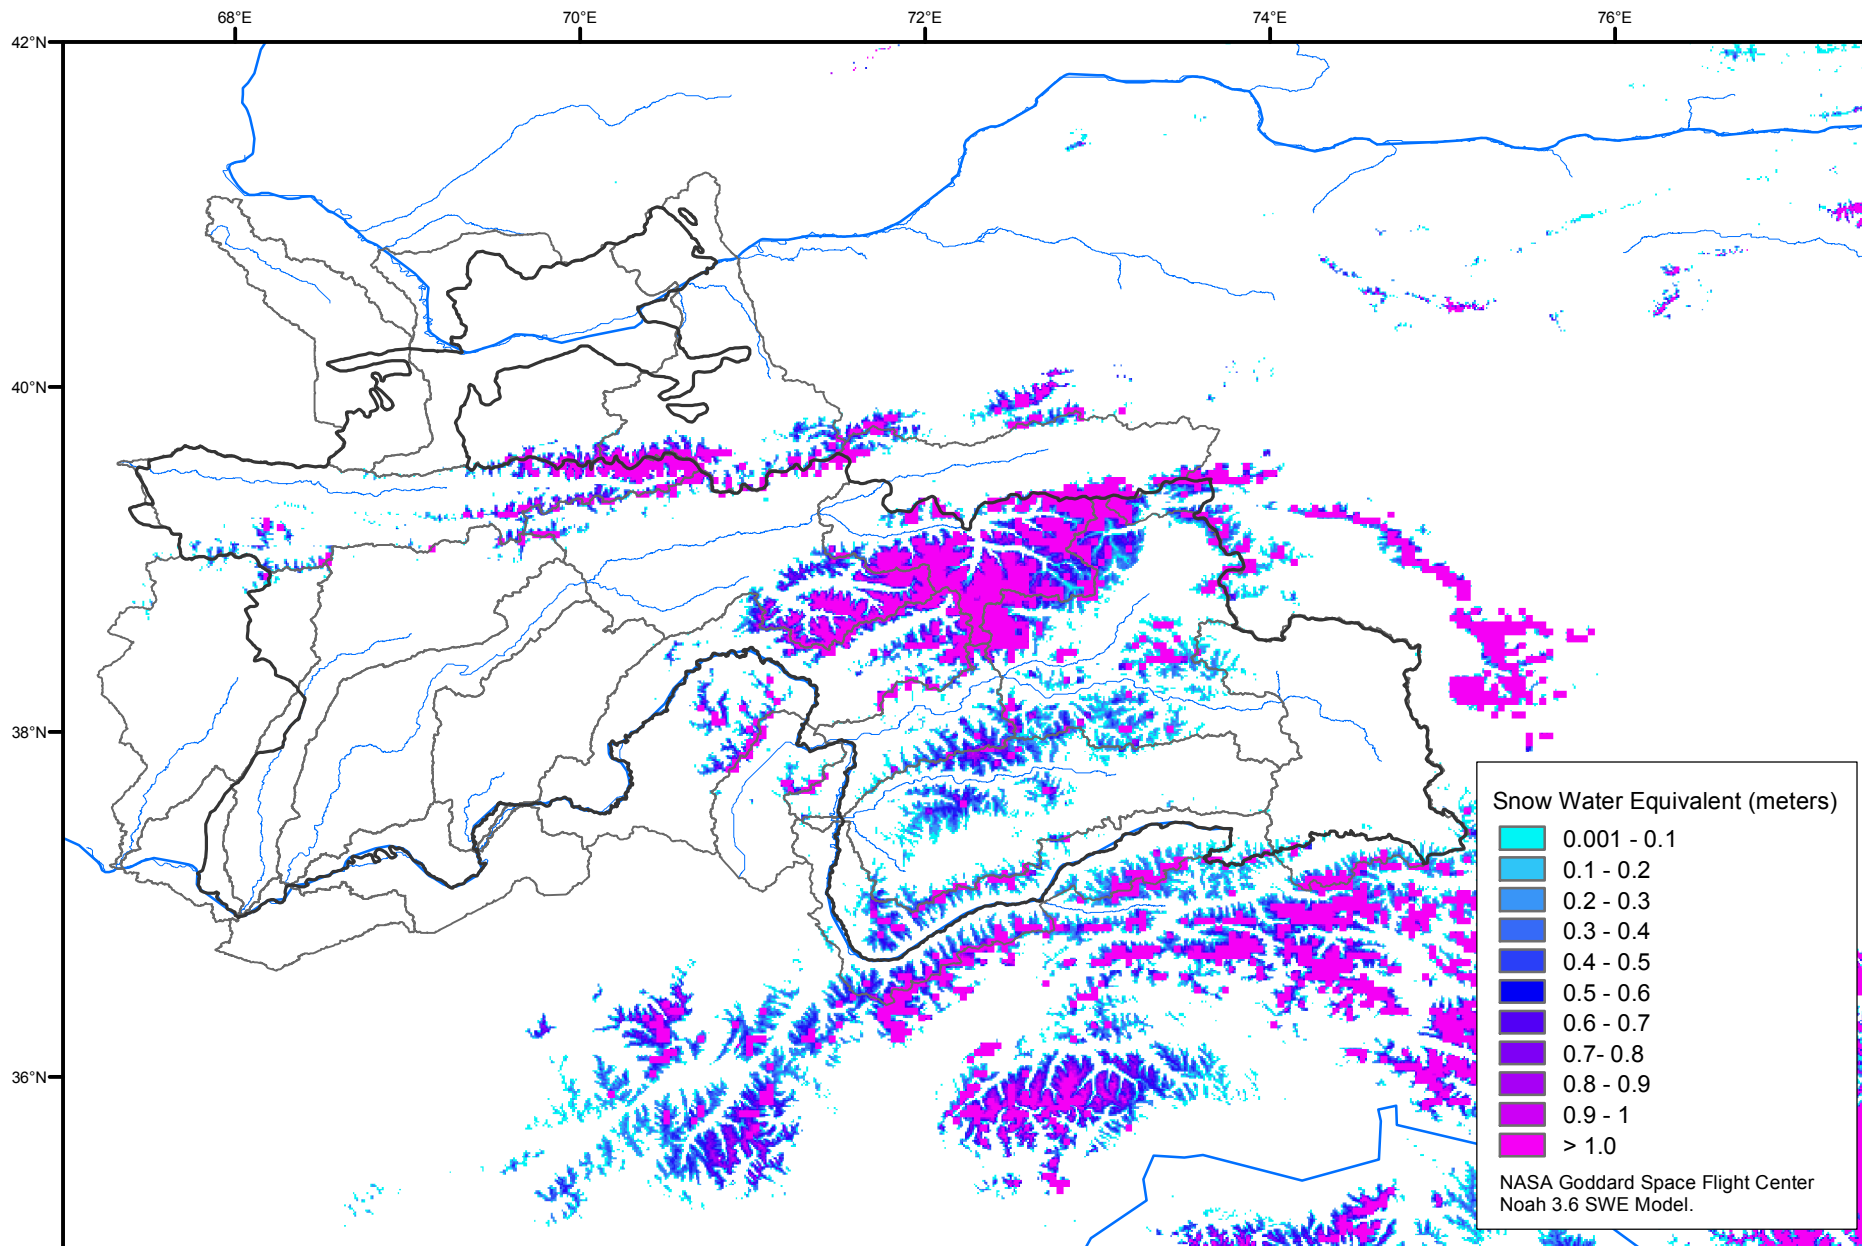 68°E
70°E
72°E
74°E
76°E
42°N
40°N
38°N
36°N
Snow Water Equivalent (meters)
0.001 - 0.1
0.1 - 0.2
0.2 - 0.3
0.3 - 0.4
0.4 - 0.5
0.5 - 0.6
0.6 - 0.7
0.7- 0.8
0.8 - 0.9
0.9 - 1
> 1.0
NASA Goddard Space Flight Center
Noah 3.6 SWE Model.